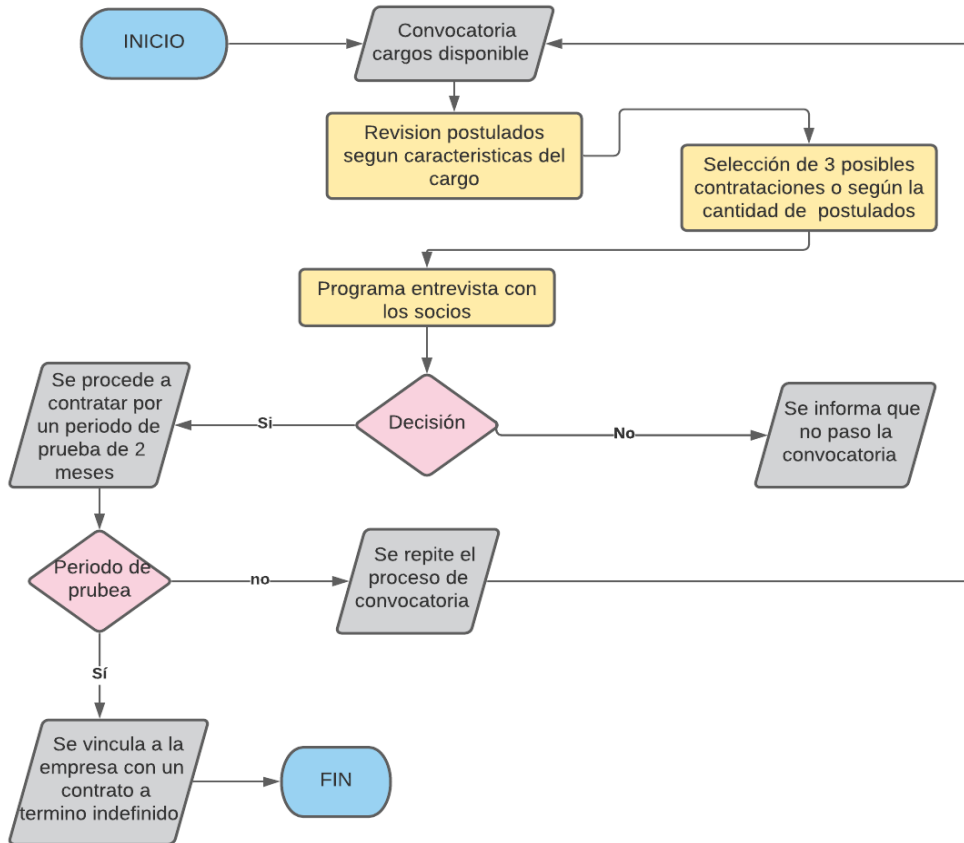 INICIO
Convocatoria
cargos disponible
Revision postulados
segun caracteristicas del
cargo
Selección de 3 posibles
contrataciones o según la
cantidad de postulados
Programa entrevista con
los socios
Decisión
Si
No
Se procede a
contratar por
un periodo de
prueba de 2
meses
Se informa que
no paso la
convocatoria
Periodo de
prubea
no
Se repite el
proceso de
convocatoria
Sí
Se vincula a la
empresa con un
contrato a
termino indefinido
FIN